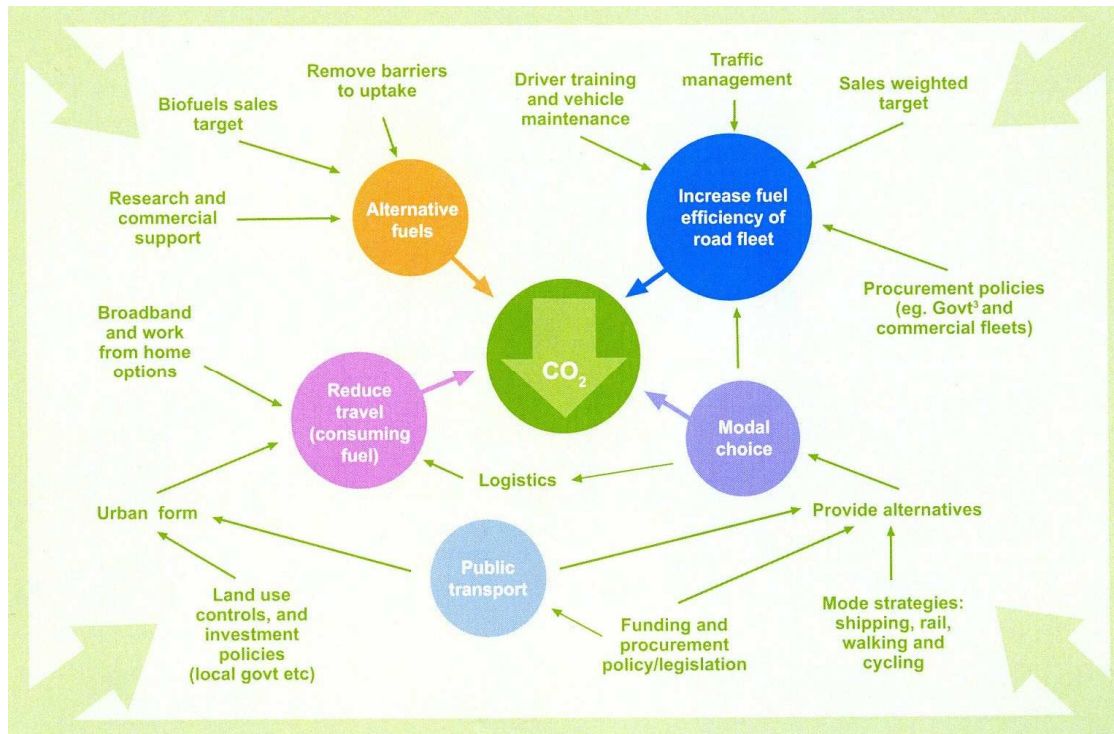 Remove barriers
to uptake
Biofuels sales
target
Research and
commercial
support
Alternative
fuels
Driver training
and vehicle
maintenance
Traffic
management
Sales weighted
target
Increase fuel
efficiency of
road fleet
Procurement policies
(eg. Govt³ and
commercial fleets)
Broadband
and work
from home
options
CO₂
Reduce
travel
(consuming
fuel)
Modal
choice
Logistics
Urban form
Provide alternatives
Public
transport
Land use
controls, and
investment
policies
(local govt etc)
Funding and
procurement
policy/legislation
Mode strategies:
shipping, rail,
walking and
cycling